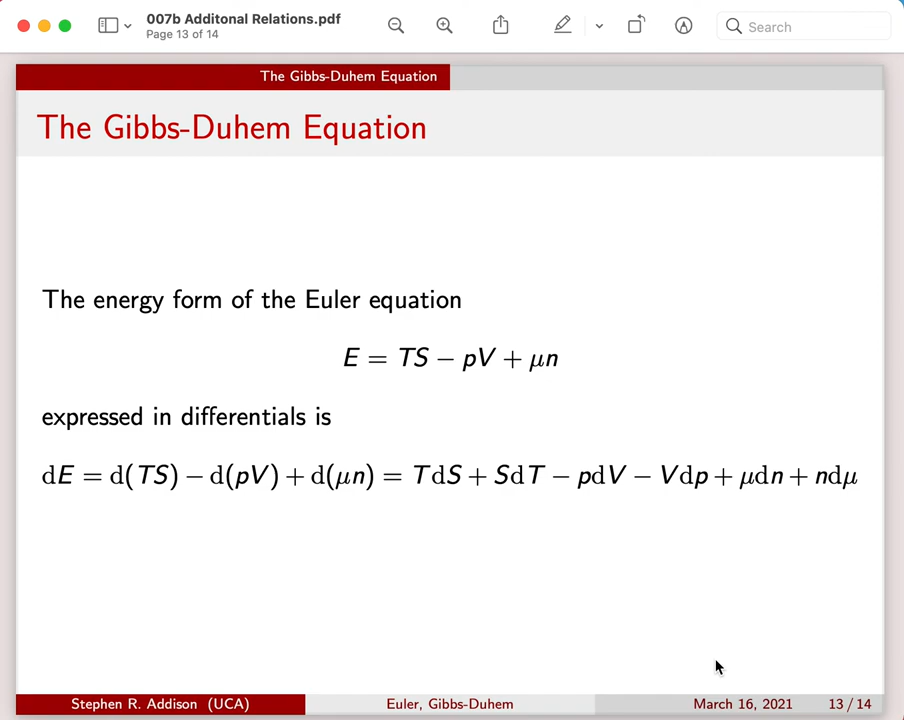 007b Additonal Relations.pdf
Page 13 of 14
Search
The Gibbs-Duhem Equation
The Gibbs-Duhem Equation
The energy form of the Euler equation
E = TS − pV + μn
expressed in differentials is
dE = d(TS) − d(pV) + d(μn) = TdS + SdT − pdV − Vdp + μdn + ndμ
Stephen R. Addison (UCA) Euler, Gibbs-Duhem March 16, 2021 13 / 14